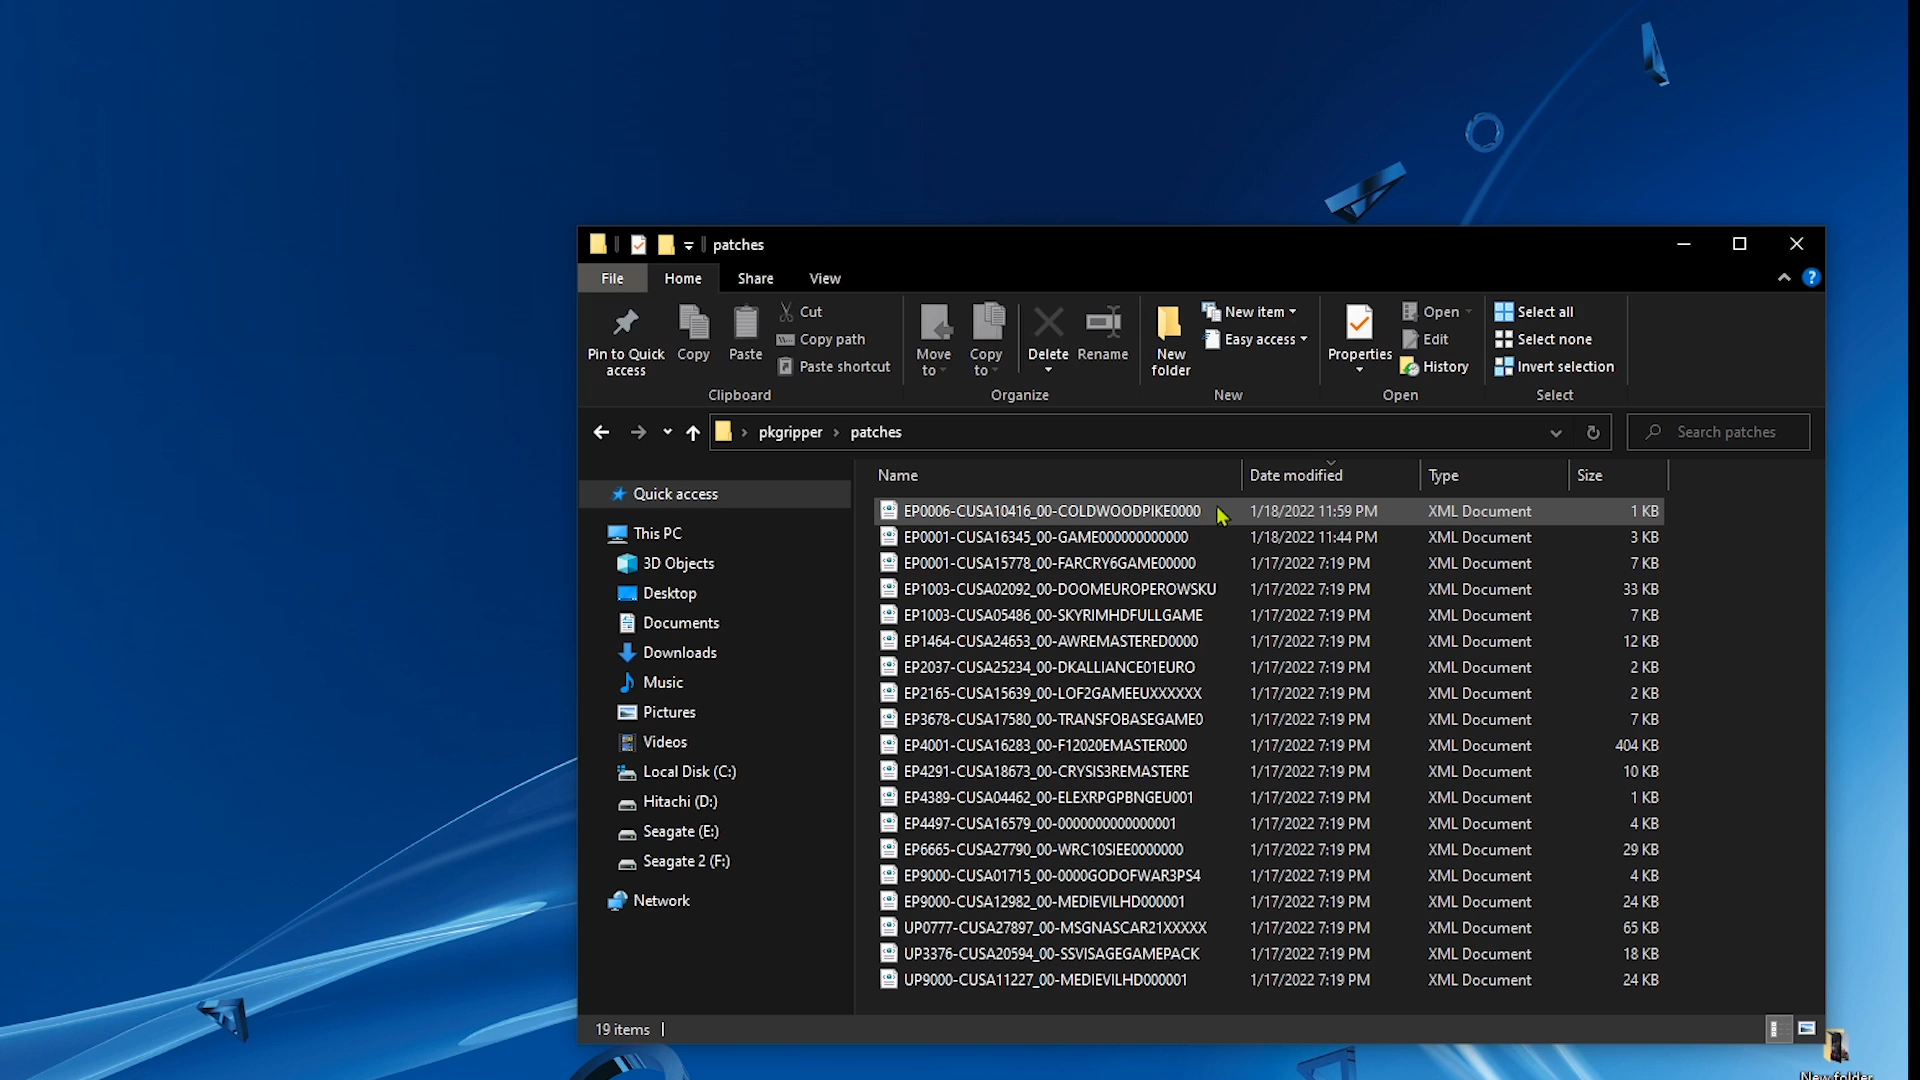 patches
File Home Share View
Pin to Quick access
Copy
Paste
Cut
Copy path
Paste shortcut
Clipboard
Move to
Copy to
Delete
Rename
Organize
New folder
New item
Easy access
New
Properties
Open
Edit
History
Open
Select all
Select none
Invert selection
Select
pkgripper > patches
Search patches
Quick access
This PC
3D Objects
Desktop
Documents
Downloads
Music
Pictures
Videos
Local Disk (C:)
Hitachi (D:)
Seagate (E:)
Seagate 2 (F:)
Network
Name Date modified Type Size
EP0006-CUSA10416_00-COLDWOODPIKE0000 1/18/2022 11:59 PM XML Document 1 KB
EP0001-CUSA16345_00-GAME000000000000 1/18/2022 11:44 PM XML Document 3 KB
EP0001-CUSA15778_00-FARCRY6GAME00000 1/17/2022 7:19 PM XML Document 7 KB
EP1003-CUSA02092_00-DOOMEUROPEROWSKU 1/17/2022 7:19 PM XML Document 33 KB
EP1003-CUSA05486_00-SKYRIMHDFULLGAME 1/17/2022 7:19 PM XML Document 7 KB
EP1464-CUSA24653_00-AWREMASTERED0000 1/17/2022 7:19 PM XML Document 12 KB
EP2037-CUSA25234_00-DKALLIANCE01EURO 1/17/2022 7:19 PM XML Document 2 KB
EP2165-CUSA15639_00-LOF2GAMEEUXXXXXX 1/17/2022 7:19 PM XML Document 2 KB
EP3678-CUSA17580_00-TRANSFOBASEGAME0 1/17/2022 7:19 PM XML Document 7 KB
EP4001-CUSA16283_00-F12020EMASTER000 1/17/2022 7:19 PM XML Document 404 KB
EP4291-CUSA18673_00-CRYSIS3REMASTERE 1/17/2022 7:19 PM XML Document 10 KB
EP4389-CUSA04462_00-ELEXRPGPBNGEU001 1/17/2022 7:19 PM XML Document 1 KB
EP4497-CUSA16579_00-0000000000000001 1/17/2022 7:19 PM XML Document 4 KB
EP6665-CUSA27790_00-WRC10SIEE0000000 1/17/2022 7:19 PM XML Document 29 KB
EP9000-CUSA01715_00-0000GODOFWAR3PS4 1/17/2022 7:19 PM XML Document 4 KB
EP9000-CUSA12982_00-MEDIEVILHD000001 1/17/2022 7:19 PM XML Document 24 KB
UP0777-CUSA27897_00-MSGNASCAR21XXXXX 1/17/2022 7:19 PM XML Document 65 KB
UP3376-CUSA20594_00-SSVISAGEGAMEPACK 1/17/2022 7:19 PM XML Document 18 KB
UP9000-CUSA11227_00-MEDIEVILHD000001 1/17/2022 7:19 PM XML Document 24 KB
19 items
New folder